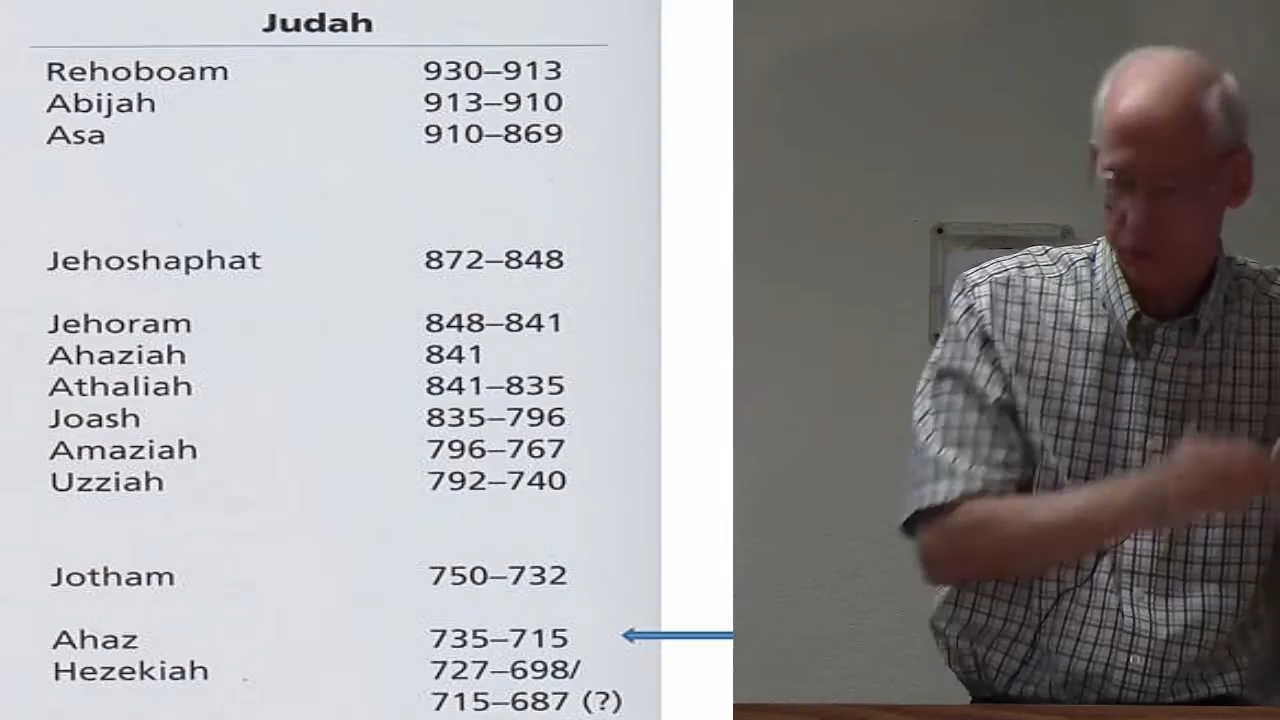 Judah
Rehoboam 930–913
Abijah 913–910
Asa 910–869
Jehoshaphat 872–848
Jehoram 848–841
Ahaziah 841
Athaliah 841–835
Joash 835–796
Amaziah 796–767
Uzziah 792–740
Jotham 750–732
Ahaz 735–715
Hezekiah 727–698/
715–687 (?)